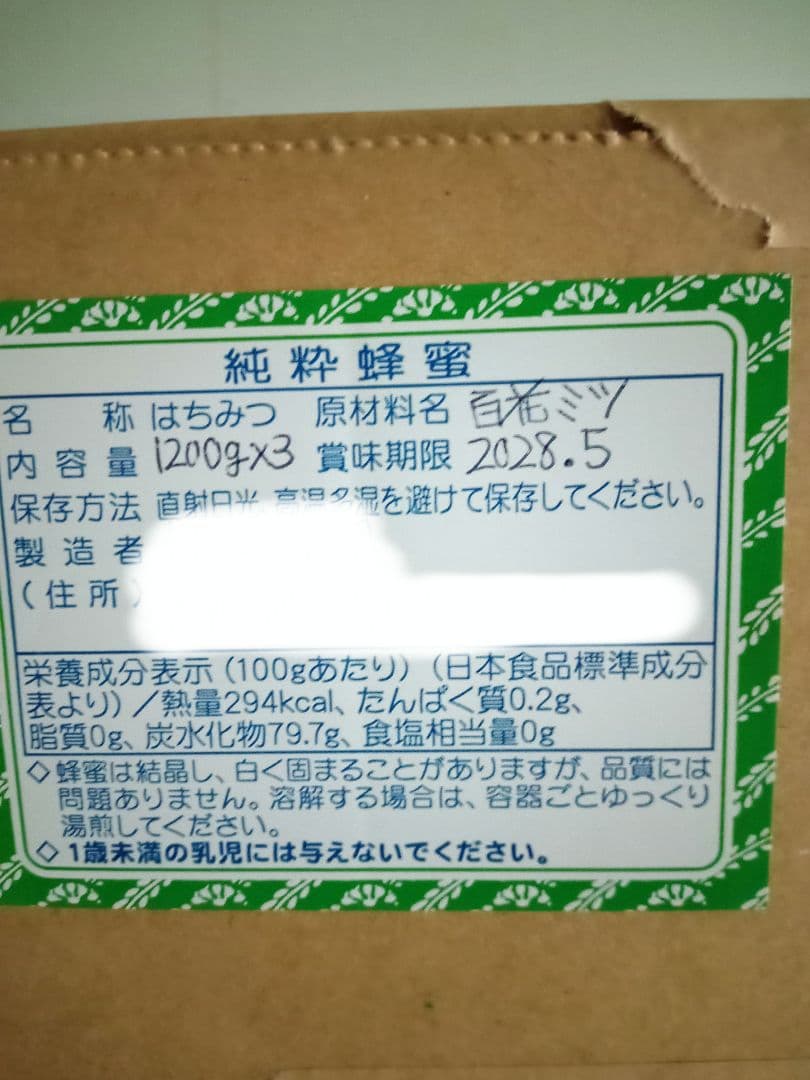 純粋蜂蜜
名称 はちみつ 原材料名 百花ミツ
内容量 1200g×3 賞味期限 2028.5
保存方法 直射日光、高温多湿を避けて保存してください。
製造者
(住所)
栄養成分表示(100gあたり)(日本食品標準成分
表より)/熱量294kcal、たんぱく質0.2g、
脂質0g、炭水化物79.7g、食塩相当量0g
◇蜂蜜は結晶し、白く固まることがありますが、品質には
問題ありません。溶解する場合は、容器ごとゆっくり
湯煎してください。
◇1歳未満の乳児には与えないでください。